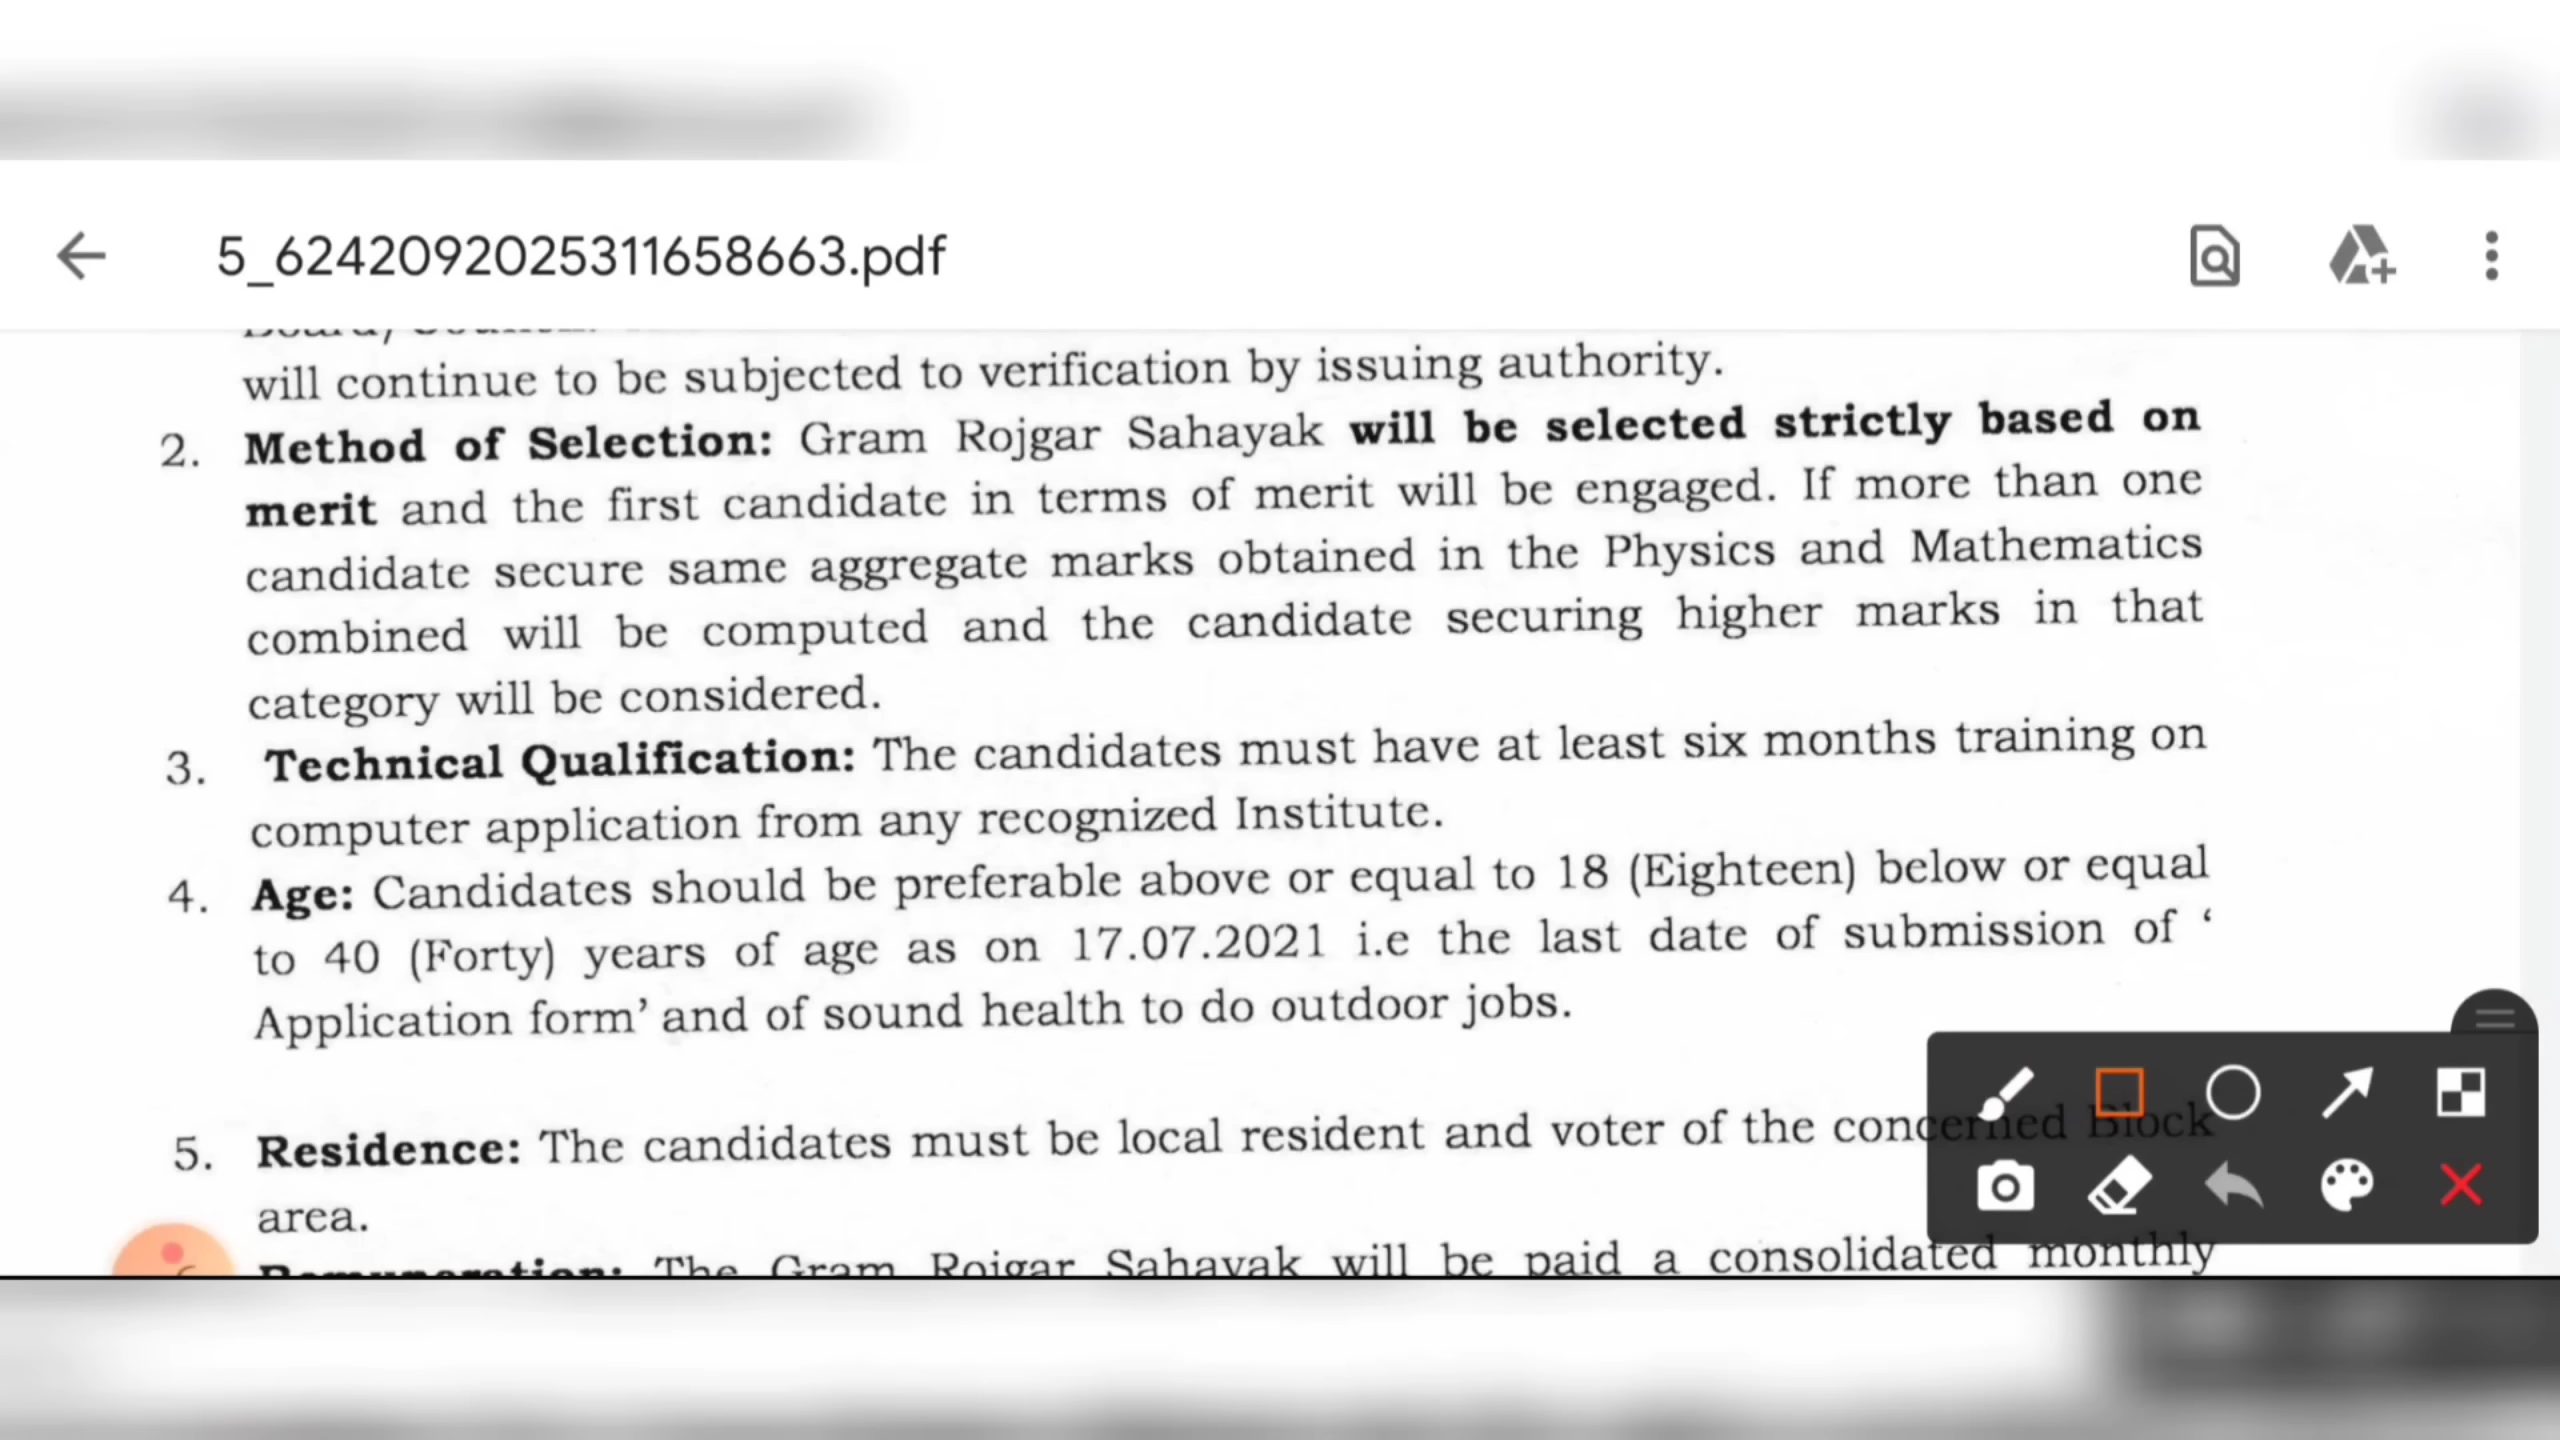 5_6242092025311658663.pdf
will continue to be subjected to verification by issuing authority.
2. Method of Selection: Gram Rojgar Sahayak will be selected strictly based on
merit and the first candidate in terms of merit will be engaged. If more than one
candidate secure same aggregate marks obtained in the Physics and Mathematics
combined will be computed and the candidate securing higher marks in that
category will be considered.
3. Technical Qualification: The candidates must have at least six months training on
computer application from any recognized Institute.
4. Age: Candidates should be preferable above or equal to 18 (Eighteen) below or equal
to 40 (Forty) years of age as on 17.07.2021 i.e the last date of submission of ‘
Application form’ and of sound health to do outdoor jobs.
5. Residence: The candidates must be local resident and voter of the concerned Block
area.
Remuneration: The Gram Rojgar Sahayak will be paid a consolidated monthly